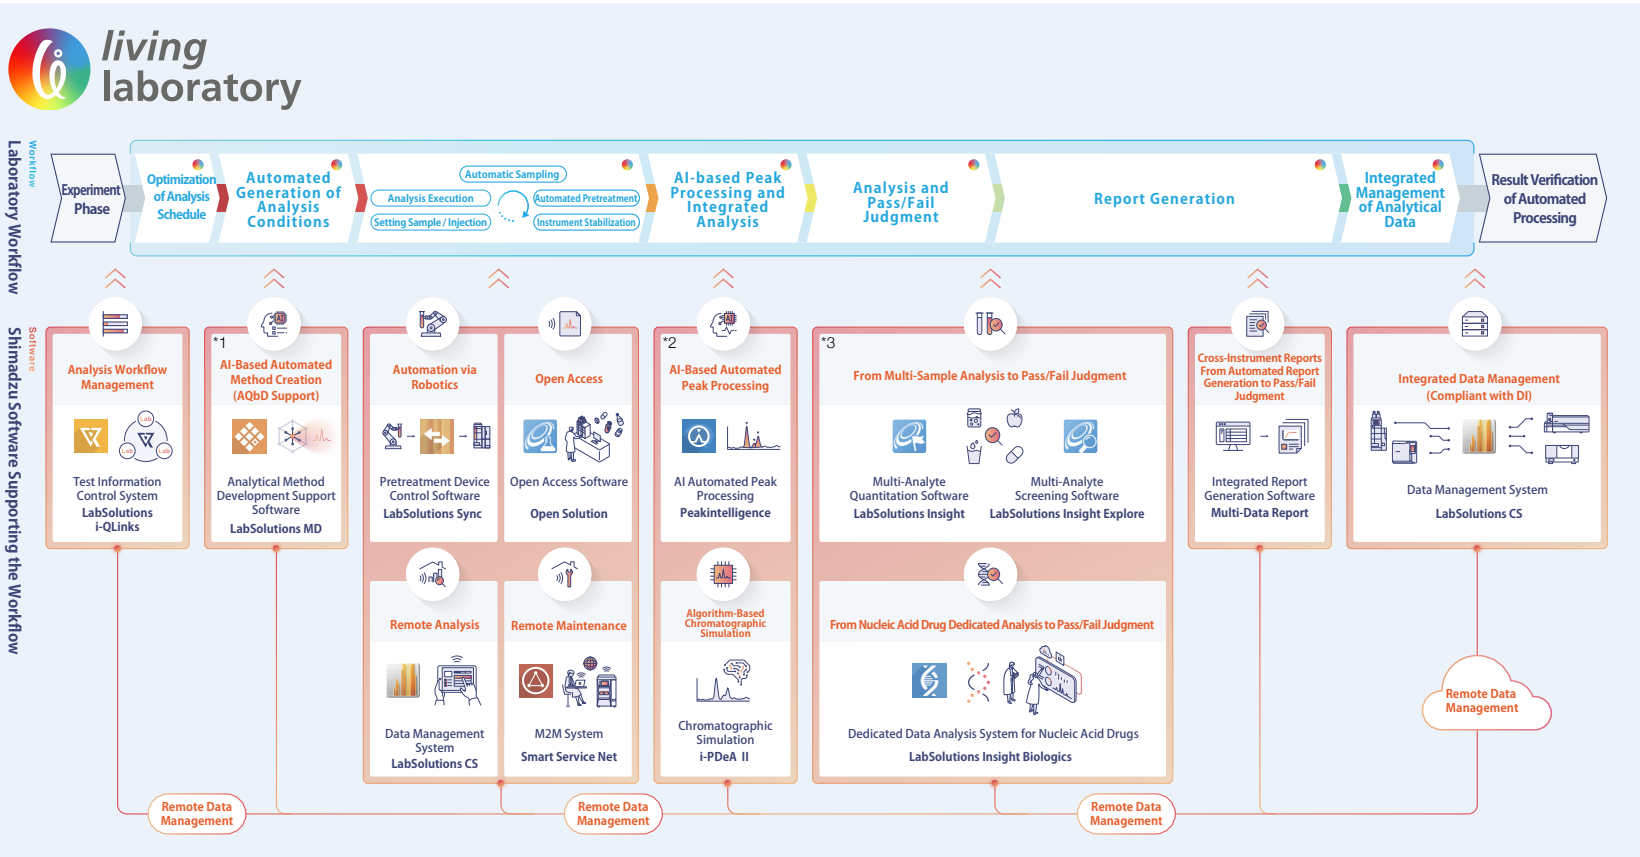 living
laboratory
Workflow
Laboratory Workflow
Experiment
Phase
Optimization
of Analysis
Schedule
Automated
Generation of
Analysis
Conditions
Automatic Sampling
Analysis Execution
Automated Pretreatment
Setting Sample / Injection
Instrument Stabilization
AI-based Peak
Processing and
Integrated
Analysis
Analysis and
Pass/Fail
Judgment
Report Generation
Integrated
Management
of Analytical
Data
Result Verification
of Automated
Processing
Software
Shimadzu Software Supporting the Workflow
Analysis Workflow
Management
Lab
Lab
Lab
Test Information
Control System
LabSolutions
i-QLinks
*1
AI-Based Automated
Method Creation
(AQbD Support)
AI
Analytical Method
Development Support
Software
LabSolutions MD
Automation via
Robotics
Pretreatment Device
Control Software
LabSolutions Sync
Open Access
Open Access Software
Open Solution
*2
AI
AI-Based Automated
Peak Processing
AI Automated Peak
Processing
Peakintelligence
*3
From Multi-Sample Analysis to Pass/Fail Judgment
Multi-Analyte
Quantitation Software
LabSolutions Insight
Multi-Analyte
Screening Software
LabSolutions Insight Explore
Cross-Instrument Reports
From Automated Report
Generation to Pass/Fail
Judgment
Integrated Report
Generation Software
Multi-Data Report
Integrated Data Management
(Compliant with DI)
Data Management System
LabSolutions CS
Remote Analysis
Data Management
System
LabSolutions CS
Remote Maintenance
M2M System
Smart Service Net
Algorithm-Based
Chromatographic
Simulation
Chromatographic
Simulation
i-PDeA II
From Nucleic Acid Drug Dedicated Analysis to Pass/Fail Judgment
Dedicated Data Analysis System for Nucleic Acid Drugs
LabSolutions Insight Biologics
Remote Data
Management
Remote Data
Management
Remote Data
Management
Remote Data
Management